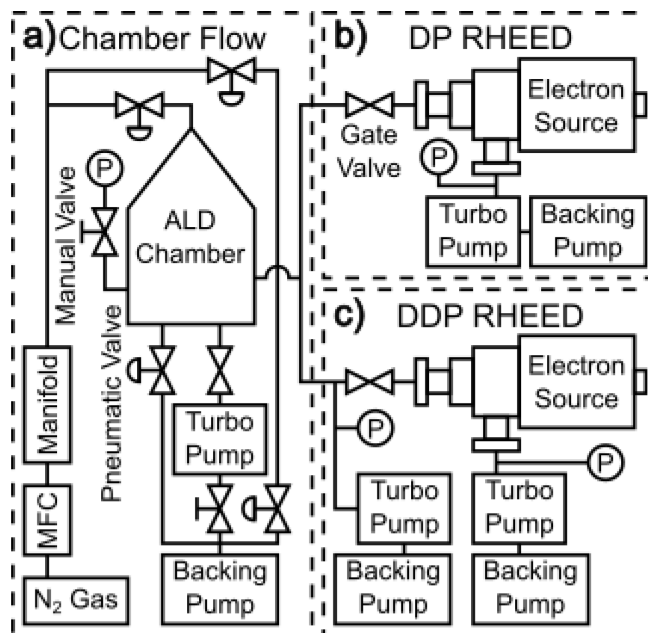 a) Chamber Flow
Manual Valve
P
ALD
Chamber
Pneumatic Valve
Manifold
MFC
N₂ Gas
Turbo
Pump
Backing
Pump
b) DP RHEED
Electron
Source
Gate
Valve
P
Turbo
Pump
Backing
Pump
c) DDP RHEED
Electron
Source
P
P
Turbo
Pump
Turbo
Pump
Backing
Pump
Backing
Pump